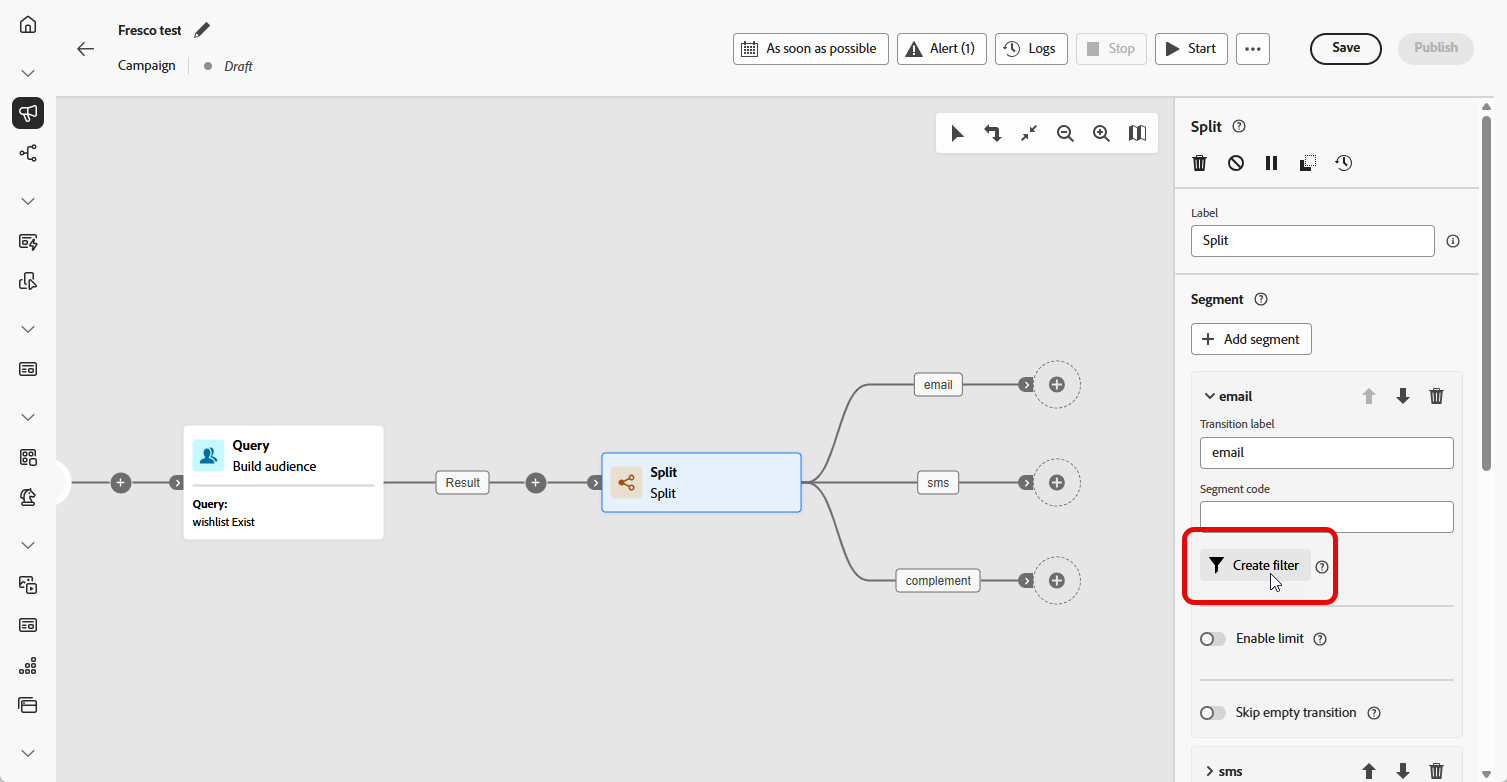 Fresco test
Campaign
Draft
As soon as possible
Alert (1)
Logs
Stop
Start
Save
Publish
Query
Build audience
Query:
wishlist Exist
Result
Split
Split
email
sms
complement
Split
Label
Split
Segment
Add segment
email
Transition label
email
Segment code
Create filter
Enable limit
Skip empty transition
sms